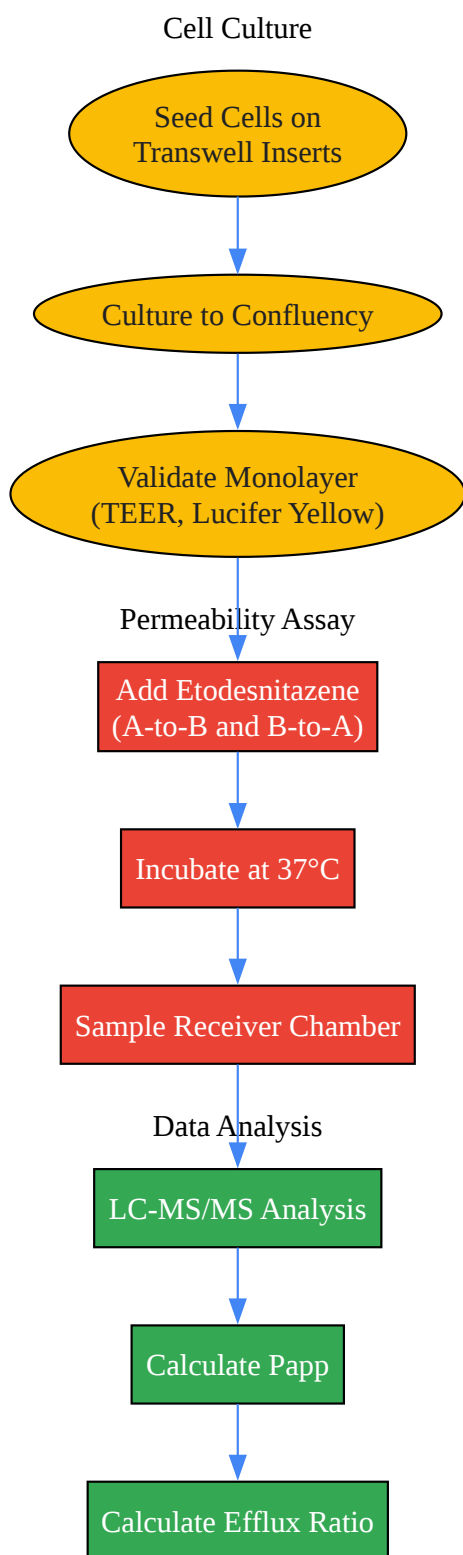 Cell Culture
Seed Cells on
Transwell Inserts
Culture to Confluency
Validate Monolayer
(TEER, Lucifer Yellow)
Permeability Assay
Add Etodesnitazene
(A-to-B and B-to-A)
Incubate at 37°C
Sample Receiver Chamber
Data Analysis
LC-MS/MS Analysis
Calculate Papp
Calculate Efflux Ratio